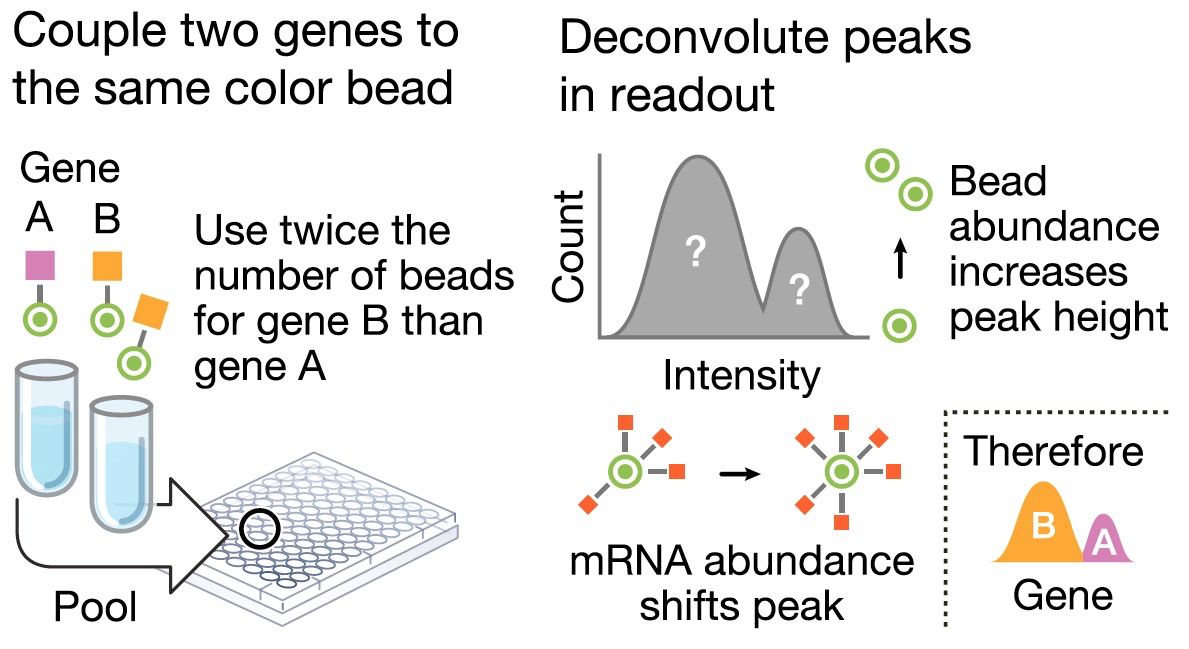 Couple two genes to
the same color bead
Gene
A B
Use twice the
number of beads
for gene B than
gene A
Pool
Deconvolute peaks
in readout
Count
? ?
Intensity
Bead
abundance
increases
peak height
mRNA abundance
shifts peak
Therefore
B A
Gene